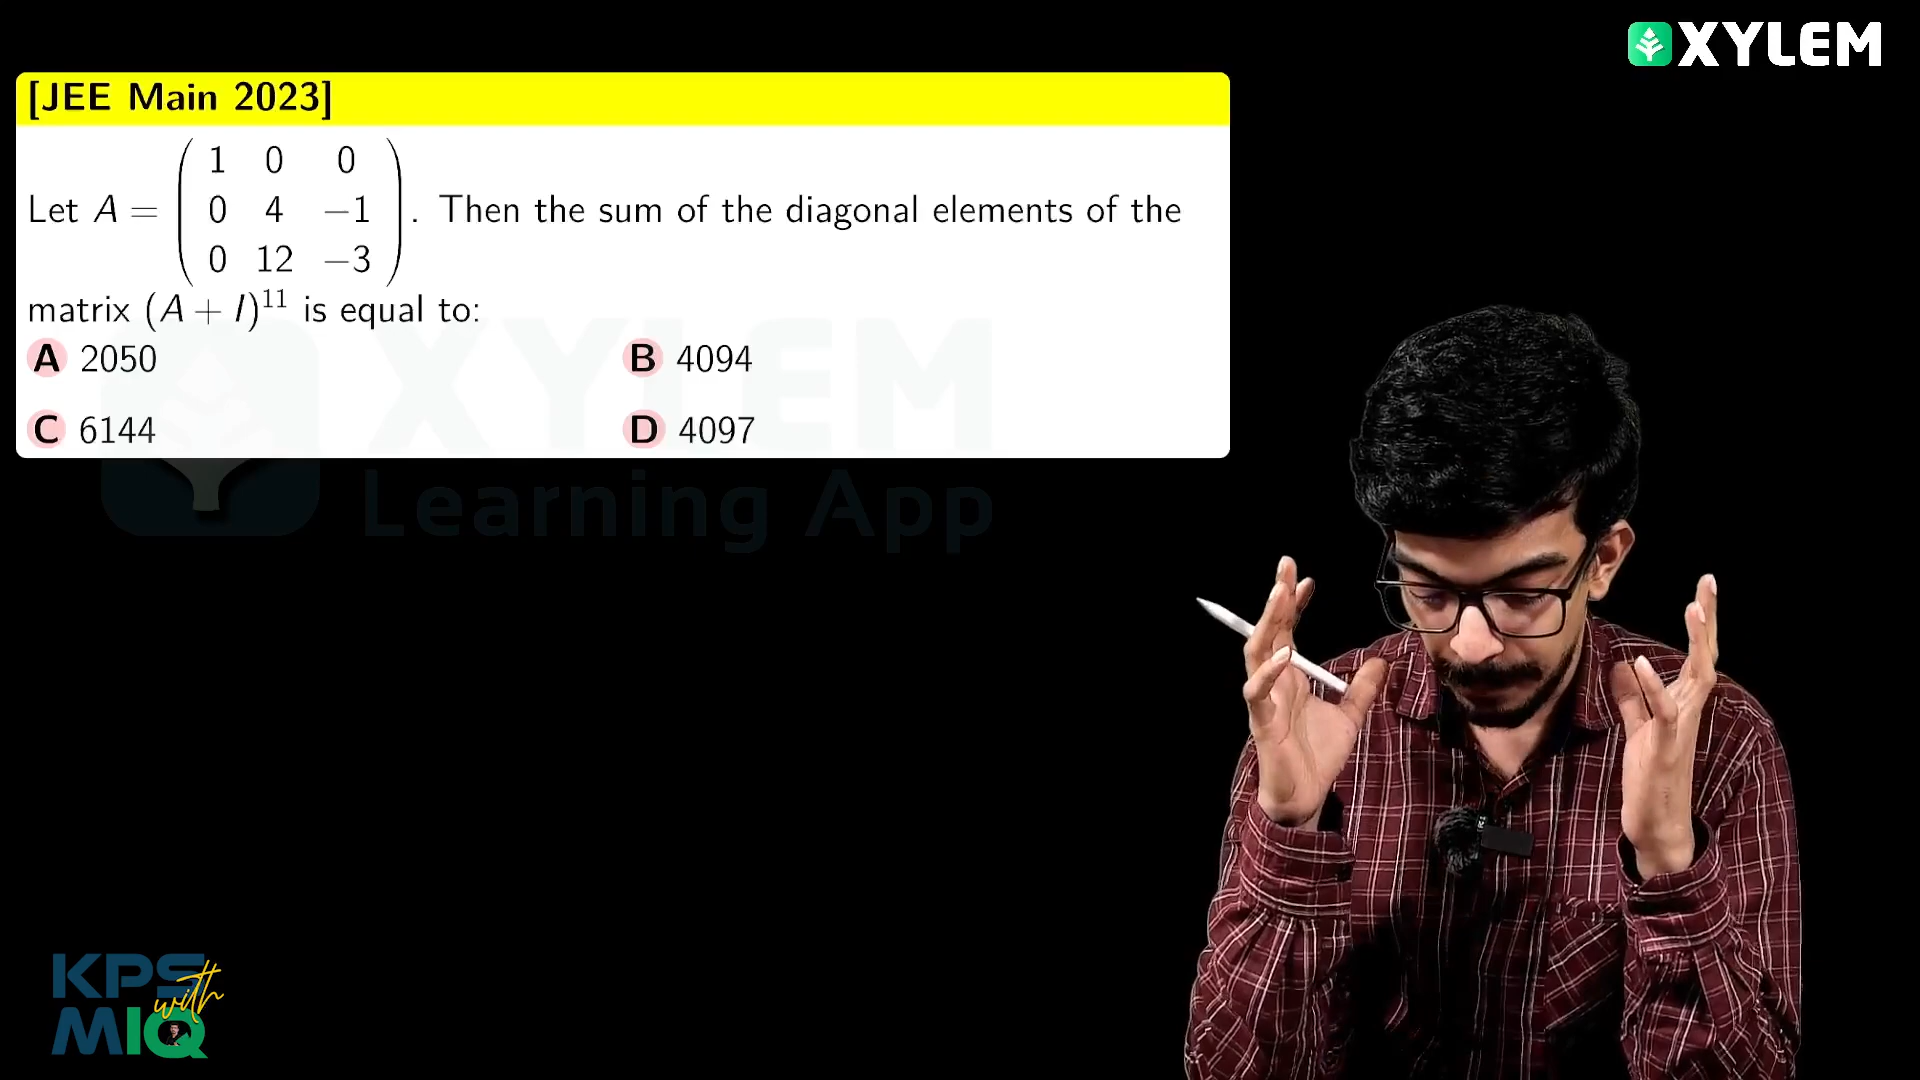 XYLEM
[JEE Main 2023]
Let A = ( 1 0 0
0 4 −1
0 12 −3 ). Then the sum of the diagonal elements of the
matrix (A + I)¹¹ is equal to:
A 2050
B 4094
C 6144
D 4097
XYLEM
Learning App
KPS
with
MIQ